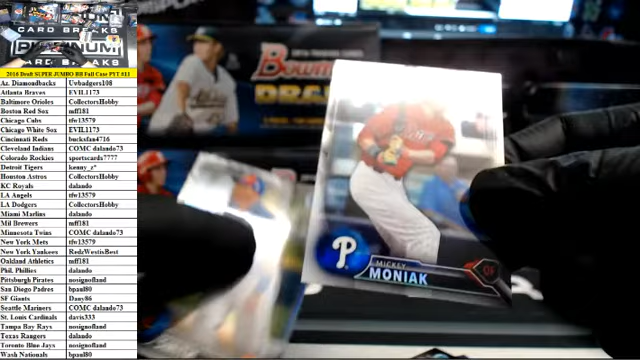 CARD BREAKS
PLATINUM
CARD BREAKS
2016 Draft SUPER JUMBO BB Full Case PYT #11
Az. Diamondbacks Uwbadgers108
Atlanta Braves EVIL1173
Baltimore Orioles CollectorsHobby
Boston Red Sox mff181
Chicago Cubs tfw13579
Chicago White Sox EVIL1173
Cincinnati Reds bucksfan4716
Cleveland Indians COMC dalando73
Colorado Rockies sportscards7777
Detroit Tigers kenny_z*
Houston Astros CollectorsHobby
KC Royals dalando
LA Angels tfw13579
LA Dodgers CollectorsHobby
Miami Marlins dalando
Mil Brewers mff181
Minnesota Twins COMC dalando73
New York Mets tfw13579
New York Yankees RedzWestisBest
Oakland Athletics mff181
Phil. Phillies dalando
Pittsburgh Pirates nosignofland
San Diego Padres bpaul80
SF Giants Dany86
Seattle Mariners COMC dalando73
St. Louis Cardinals davis333
Tampa Bay Rays nosignofland
Texas Rangers dalando
Toronto Blue Jays nosignofland
Wash Nationals bpaul80
Bowman
DRAFT
P
MICKEY
MONIAK
OF